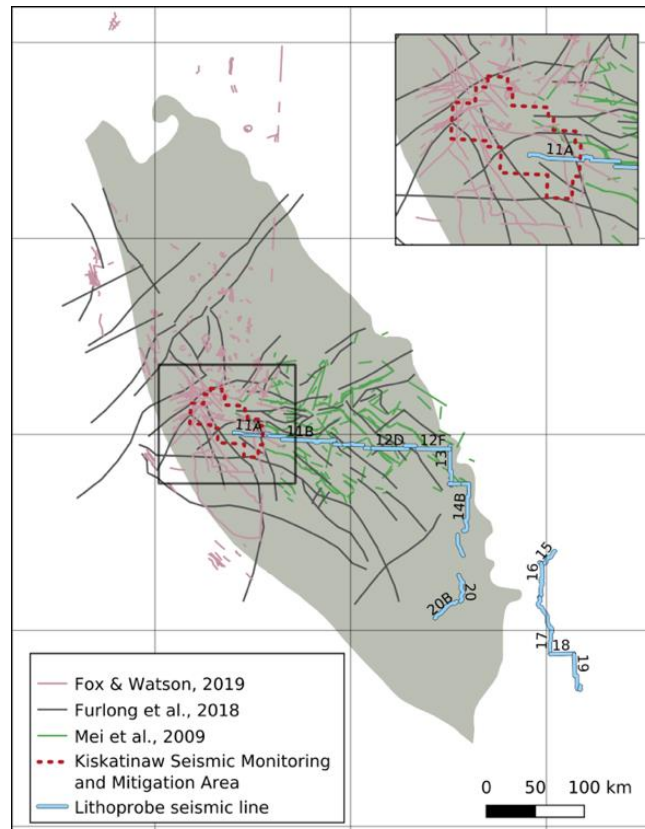 11A
11A
11B
12D
12F
13
14B
15
16
20
20B
17
18
19
Fox & Watson, 2019
Furlong et al., 2018
Mei et al., 2009
Kiskatinaw Seismic Monitoring
and Mitigation Area
Lithoprobe seismic line
0 50 100 km